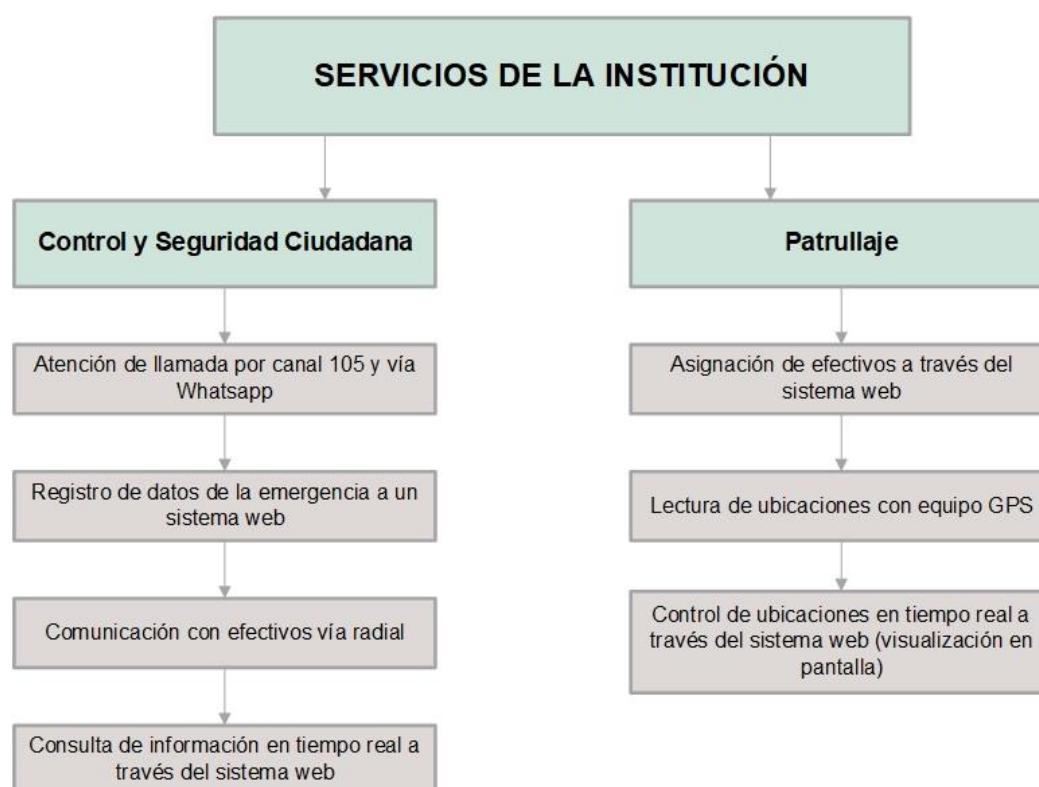 SERVICIOS DE LA INSTITUCIÓN
Control y Seguridad Ciudadana
Atención de llamada por canal 105 y vía
Whatsapp
Registro de datos de la emergencia a un
sistema web
Comunicación con efectivos vía radial
Consulta de información en tiempo real a
través del sistema web
Patrullaje
Asignación de efectivos a través del
sistema web
Lectura de ubicaciones con equipo GPS
Control de ubicaciones en tiempo real a
través del sistema web (visualización en
pantalla)